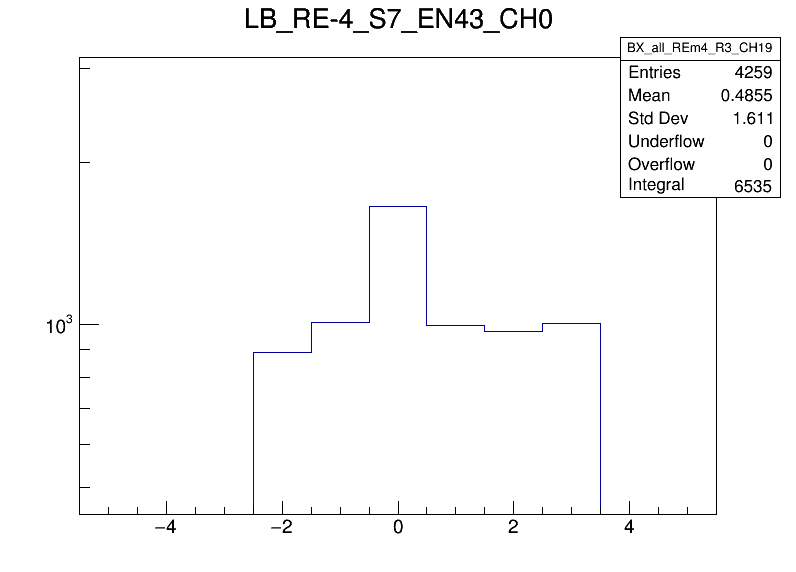 LB_RE-4_S7_EN43_CH0
BX_all_REm4_R3_CH19
Entries 4259
Mean 0.4855
Std Dev 1.611
Underflow 0
Overflow 0
Integral 6535
10³
−4 −2 0 2 4